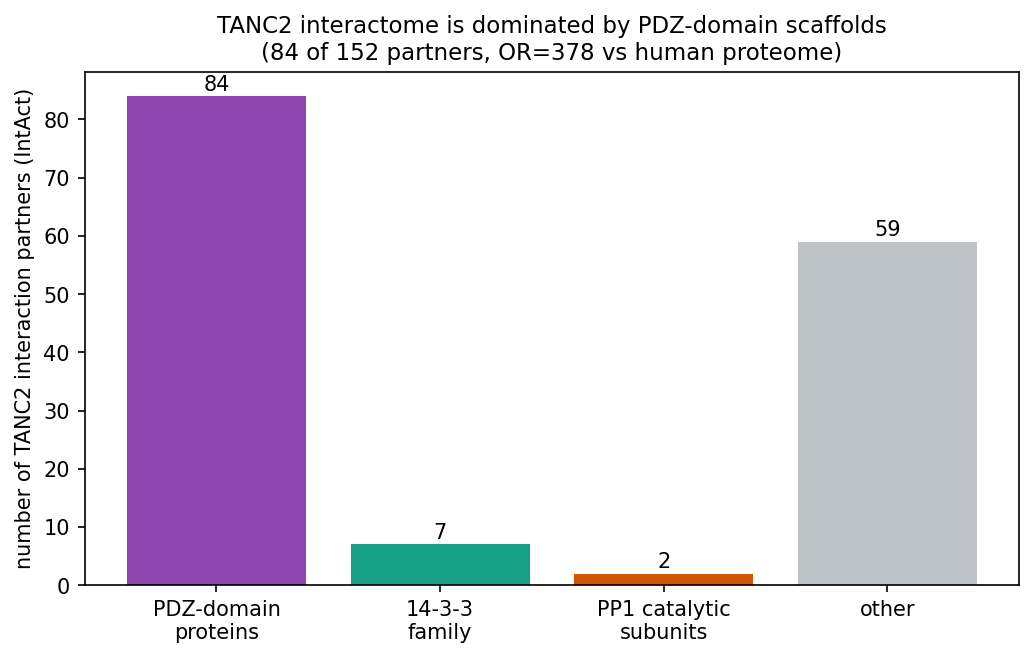 TANC2 interactome is dominated by PDZ-domain scaffolds
(84 of 152 partners, OR=378 vs human proteome)
number of TANC2 interaction partners (IntAct)
80
70
60
50
40
30
20
10
0
84
7
2
59
PDZ-domain
proteins
14-3-3
family
PP1 catalytic
subunits
other